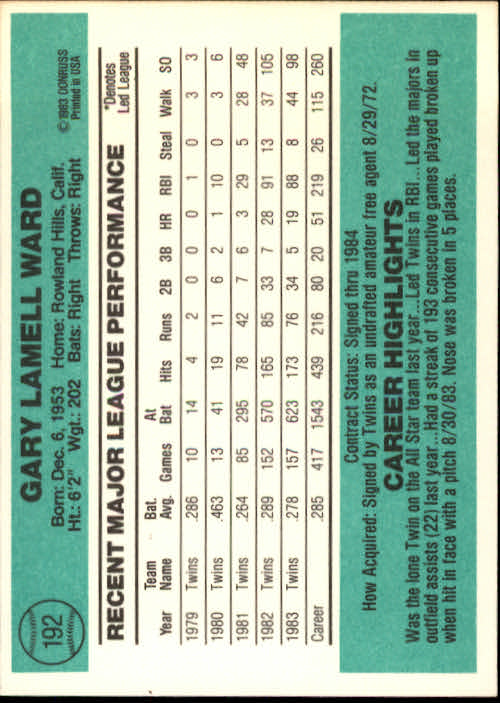 192
GARY LAMELL WARD
© 1983 DONRUSS
Printed in USA
Born: Dec. 6, 1953 Home: Rowland Hills, Calif.
Ht.: 6'2" Wgt.: 202 Bats: Right Throws: Right
RECENT MAJOR LEAGUE PERFORMANCE
*Denotes
Led League
Year Team Name Bat. Avg. Games At Bat Hits Runs 2B 3B HR RBI Steal Walk SO
1979 Twins .286 10 14 4 2 0 0 0 1 0 3 3
1980 Twins .463 13 41 19 11 6 2 1 10 0 3 6
1981 Twins .264 85 295 78 42 7 6 3 29 5 28 48
1982 Twins .289 152 570 165 85 33 7 28 91 13 37 105
1983 Twins .278 157 623 173 76 34 5 19 88 8 44 98
Career .285 417 1543 439 216 80 20 51 219 26 115 260
Contract Status: Signed thru 1984
How Acquired: Signed by Twins as an undrafted amateur free agent 8/29/72.
CAREER HIGHLIGHTS
Was the lone Twin on the All Star team last year...Led Twins in RBI...Led the majors in
outfield assists (22) last year...Had a streak of 193 consecutive games played broken up
when hit in face with a pitch 8/30/83. Nose was broken in 5 places.